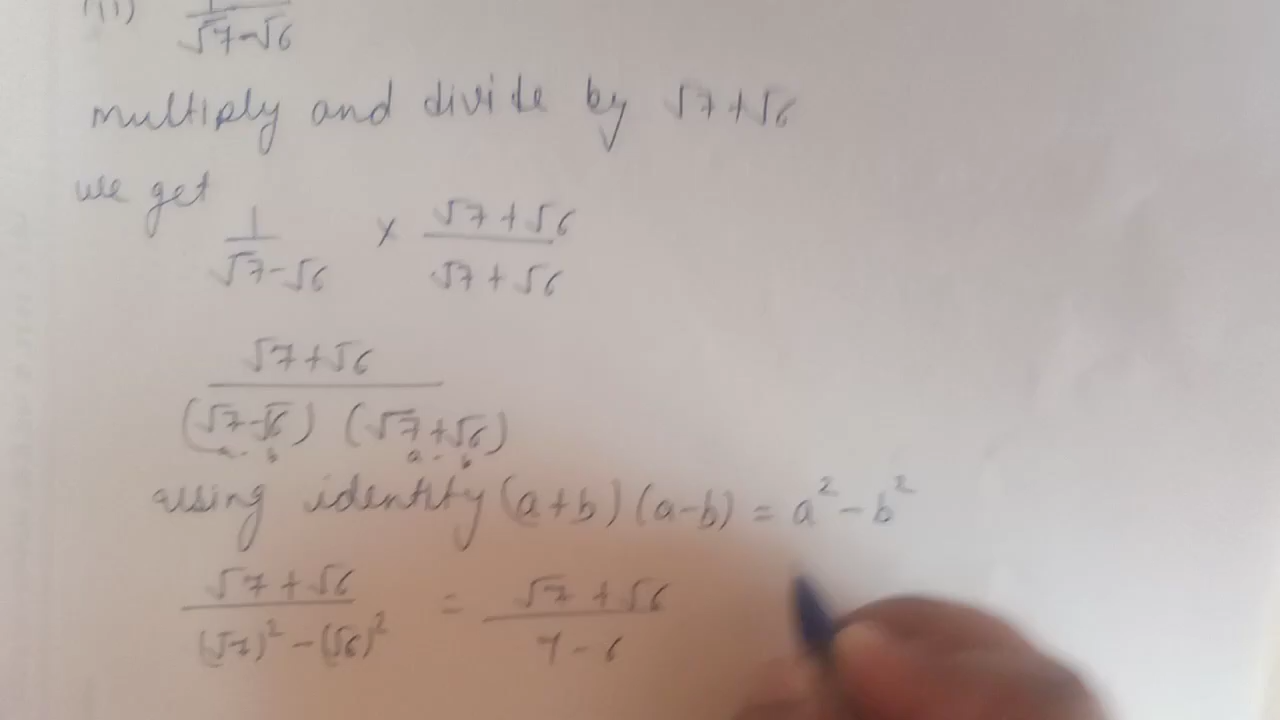 (ii) 1/(√7-√6)
multiply and divide by √7+√6
we get
1/(√7-√6) × (√7+√6)/(√7+√6)
√7+√6
(√7-√6) (√7+√6)
a - b a - b
using identity (a+b)(a-b) = a²-b²
(√7+√6)/((√7)²-(√6)²) = (√7+√6)/(7-6)